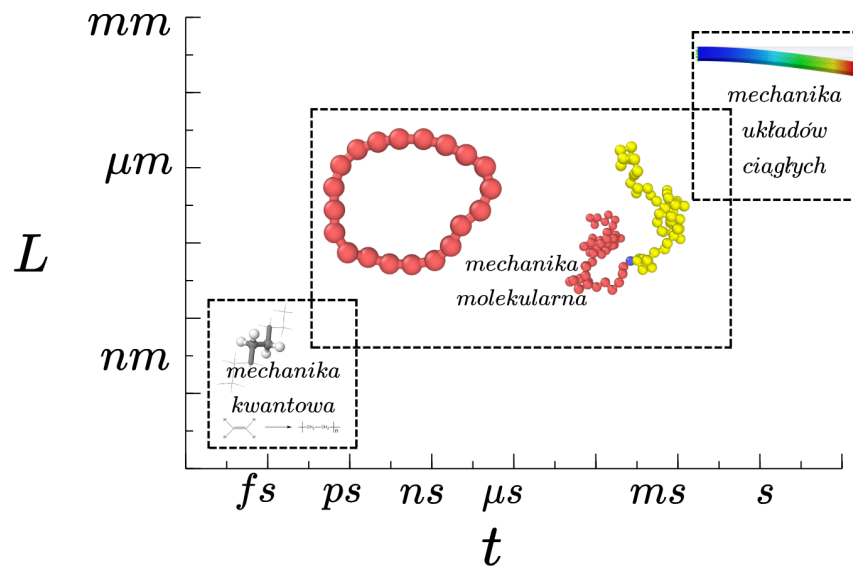 mm
μm
L
nm
mechanika
układów
ciagłych
mechanika
molekularna
mechanika
kwantowa
fs ps ns μs ms s
t